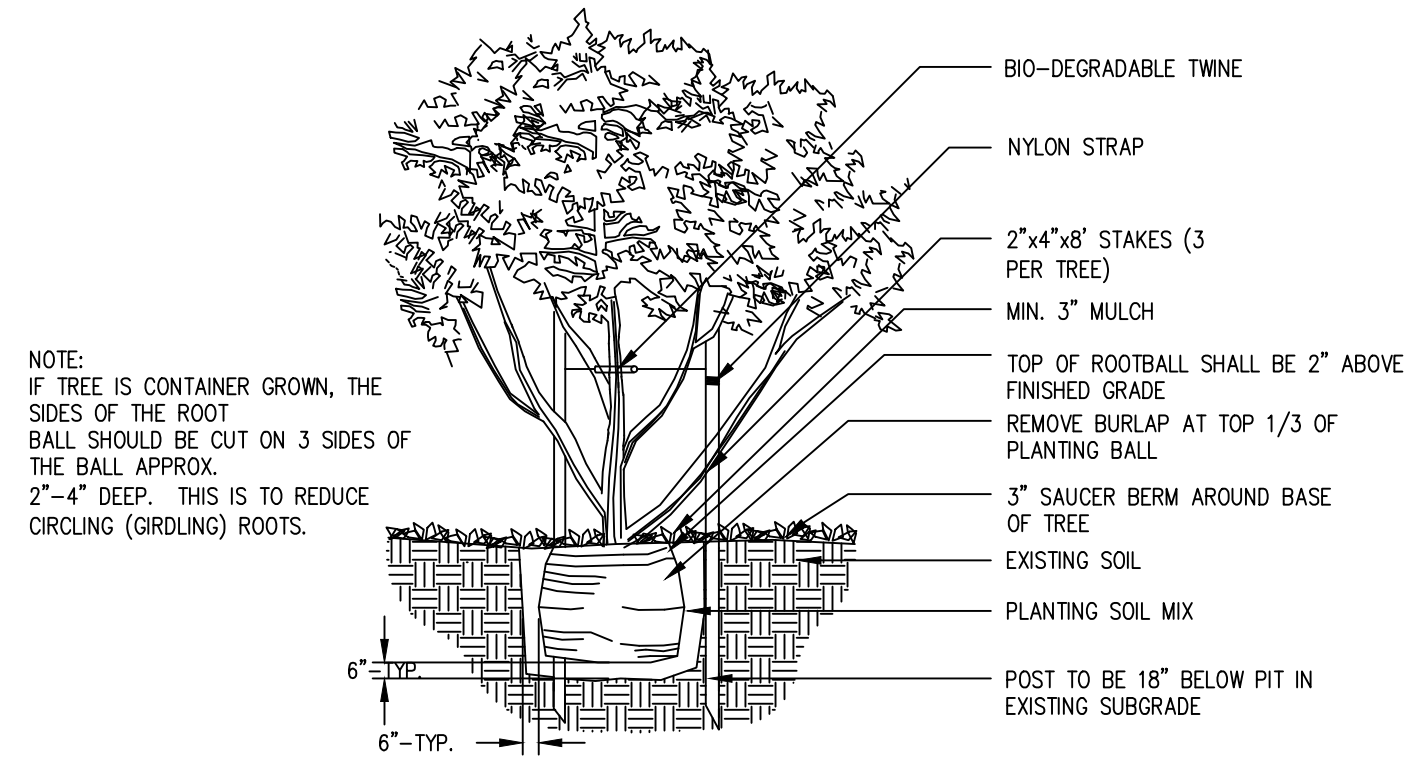 BIO-DEGRADABLE TWINE
NYLON STRAP
2"x4"x8' STAKES (3
PER TREE)
MIN. 3" MULCH
TOP OF ROOTBALL SHALL BE 2" ABOVE
FINISHED GRADE
REMOVE BURLAP AT TOP 1/3 OF
PLANTING BALL
3" SAUCER BERM AROUND BASE
OF TREE
EXISTING SOIL
PLANTING SOIL MIX
POST TO BE 18" BELOW PIT IN
EXISTING SUBGRADE
NOTE:
IF TREE IS CONTAINER GROWN, THE
SIDES OF THE ROOT
BALL SHOULD BE CUT ON 3 SIDES OF
THE BALL APPROX.
2"-4" DEEP. THIS IS TO REDUCE
CIRCLING (GIRDLING) ROOTS.
6"-TYP.
6"-TYP.